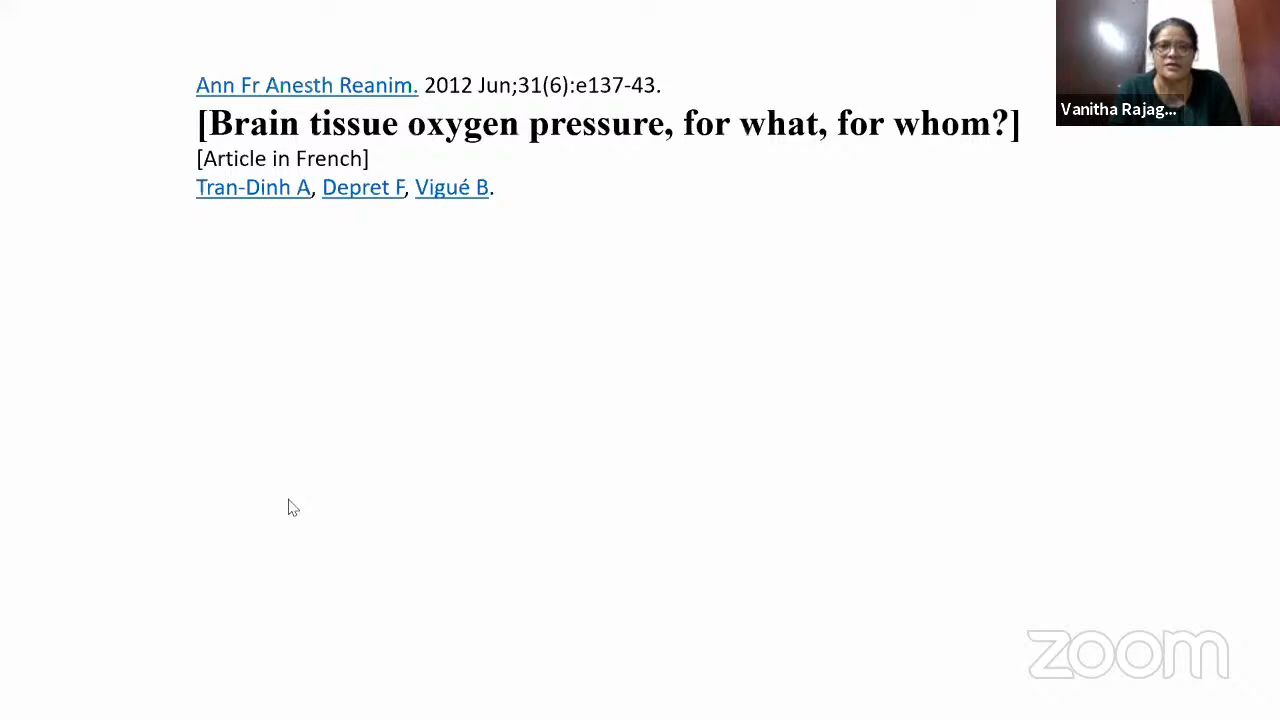 Ann Fr Anesth Reanim. 2012 Jun;31(6):e137-43.
[Brain tissue oxygen pressure, for what, for whom?]
[Article in French]
Tran-Dinh A, Depret F, Vigué B.
Vanitha Rajag...
zoom